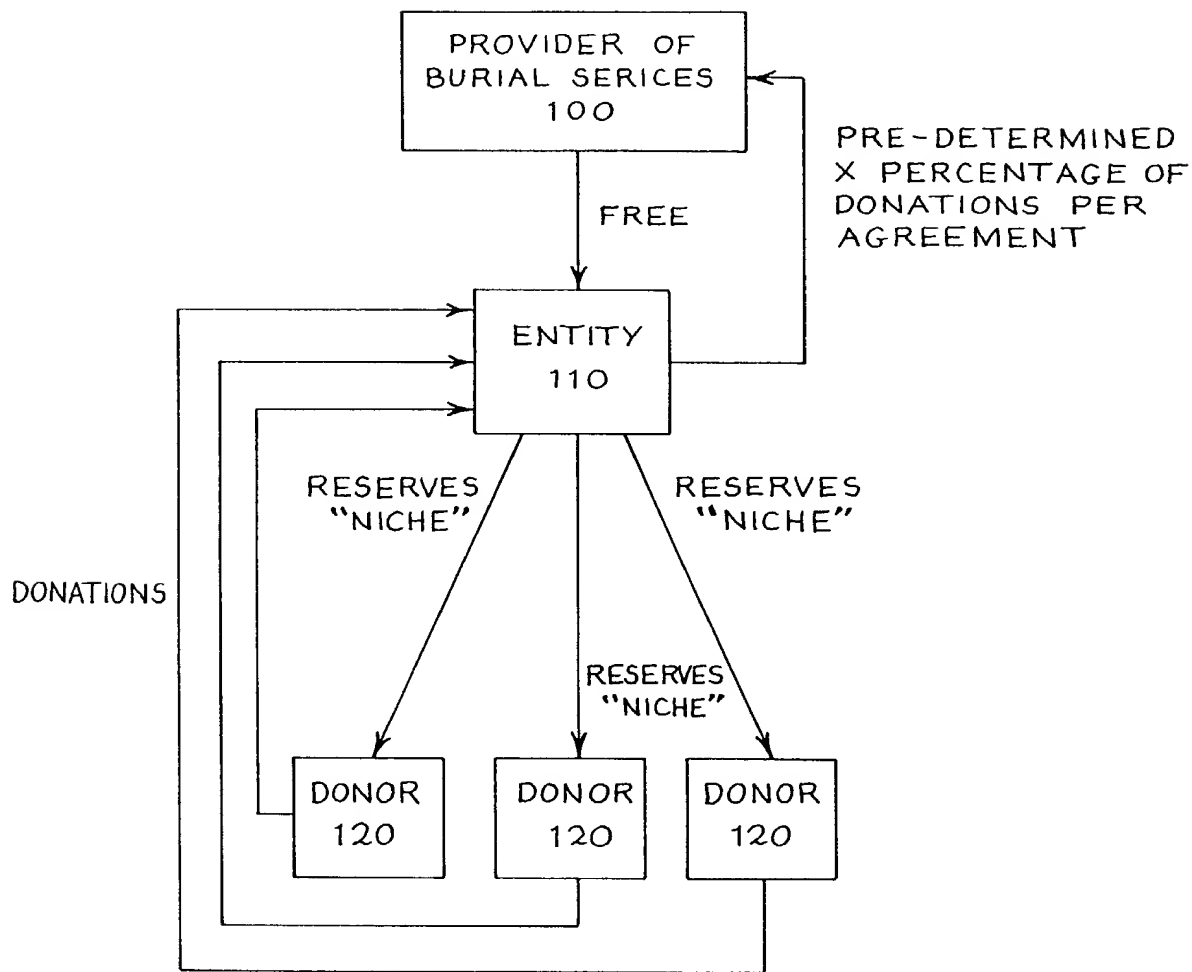 PROVIDER OF
BURIAL SERICES
100
PRE-DETERMINED
X PERCENTAGE OF
DONATIONS PER
AGREEMENT
FREE
ENTITY
110
RESERVES
"NICHE"
RESERVES
"NICHE"
DONATIONS
RESERVES
"NICHE"
DONOR
120
DONOR
120
DONOR
120